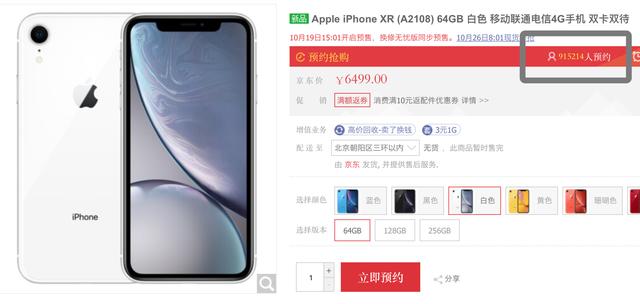 iPhone
新品 Apple iPhone XR (A2108) 64GB 白色 移动联通电信4G手机 双卡双待
10月19日15:01开启预售，换修无忧版同步预售。10月26日8:01现货
预约抢购 915214人预约
京东价 ¥6499.00
促销 满额返券 消费满10元返配件优惠券 详情 >>
增值业务 高价回收-卖了换钱 3元1G
配送至 北京朝阳区三环以内 无货，此商品暂时售完
由 京东 发货, 并提供售后服务.
选择颜色 蓝色 黑色 白色 黄色 珊瑚色
选择版本 64GB 128GB 256GB
1 + - 立即预约 分享